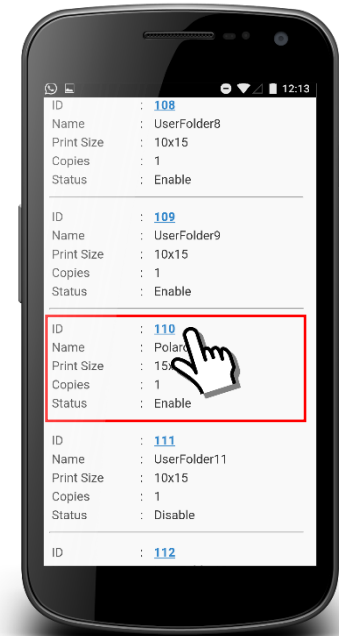 12:13
ID : 108
Name : UserFolder8
Print Size : 10x15
Copies : 1
Status : Enable
ID : 109
Name : UserFolder9
Print Size : 10x15
Copies : 1
Status : Enable
ID : 110
Name :
Print Size :
Copies : 1
Status : Enable
ID : 111
Name : UserFolder11
Print Size : 10x15
Copies : 1
Status : Disable
ID : 112